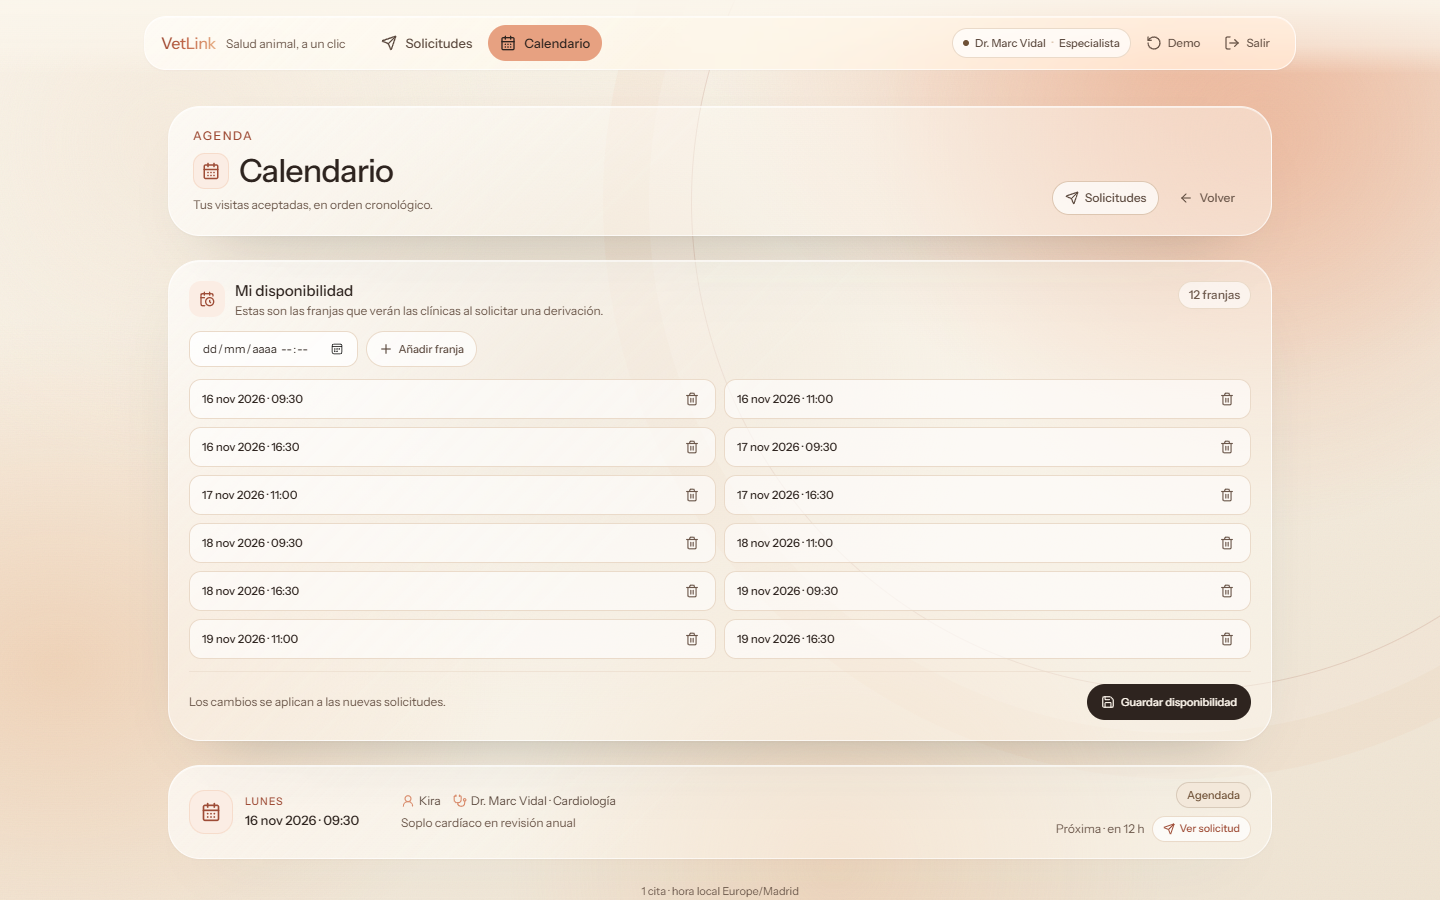 VetLink Salud animal, a un clic Solicitudes Calendario Dr. Marc Vidal · Especialista Demo Salir
AGENDA
Calendario
Tus visitas aceptadas, en orden cronológico.
Solicitudes Volver
Mi disponibilidad
Estas son las franjas que verán las clínicas al solicitar una derivación.
12 franjas
dd/mm/aaaa --:-- Añadir franja
16 nov 2026 · 09:30 16 nov 2026 · 11:00
16 nov 2026 · 16:30 17 nov 2026 · 09:30
17 nov 2026 · 11:00 17 nov 2026 · 16:30
18 nov 2026 · 09:30 18 nov 2026 · 11:00
18 nov 2026 · 16:30 19 nov 2026 · 09:30
19 nov 2026 · 11:00 19 nov 2026 · 16:30
Los cambios se aplican a las nuevas solicitudes. Guardar disponibilidad
LUNES
16 nov 2026 · 09:30
Kira Dr. Marc Vidal · Cardiología
Soplo cardíaco en revisión anual
Agendada
Próxima · en 12 h Ver solicitud
1 cita · hora local Europe/Madrid